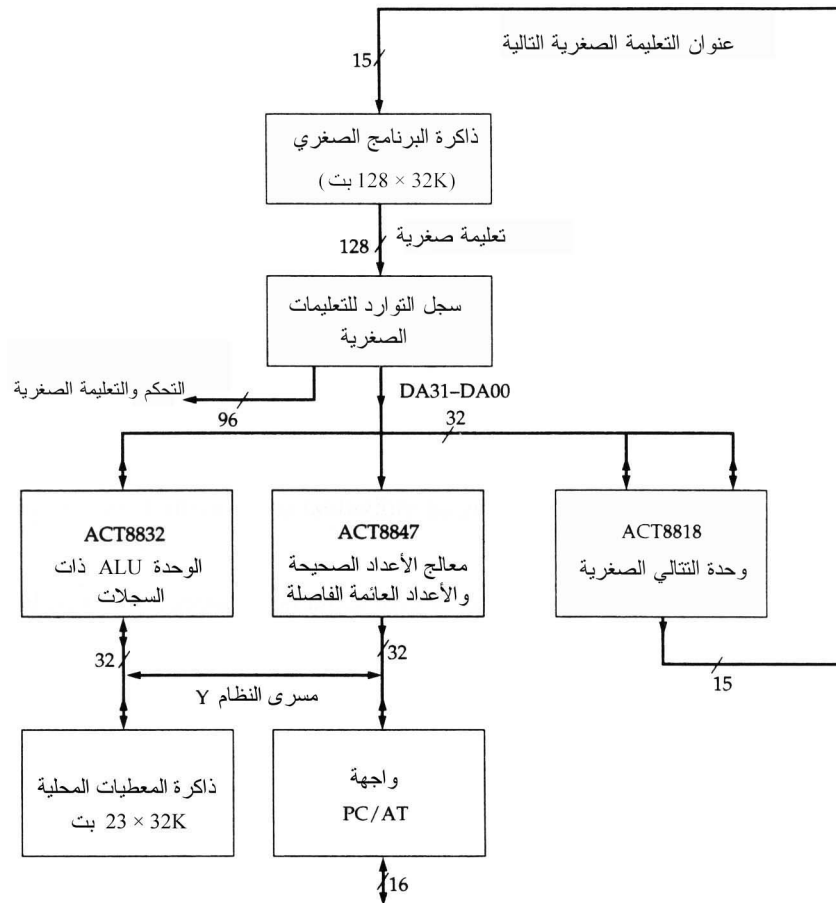 عنوان التعليمة الصغرية التالية
15
ذاكرة البرنامج الصغري
(32K × 128 بت)
تعليمة صغرية
128
سجل التوارد للتعليمات
الصغرية
التحكم والتعليمة الصغرية
96
DA31–DA00
32
ACT8832
الوحدة ALU ذات
السجلات
ACT8847
معالج الأعداد الصحيحة
والأعداد العائمة الفاصلة
ACT8818
وحدة التتالي الصغرية
32
32
15
مسرى النظام Y
ذاكرة المعطيات المحلية
23 × 32K بت
واجهة
PC/AT
16